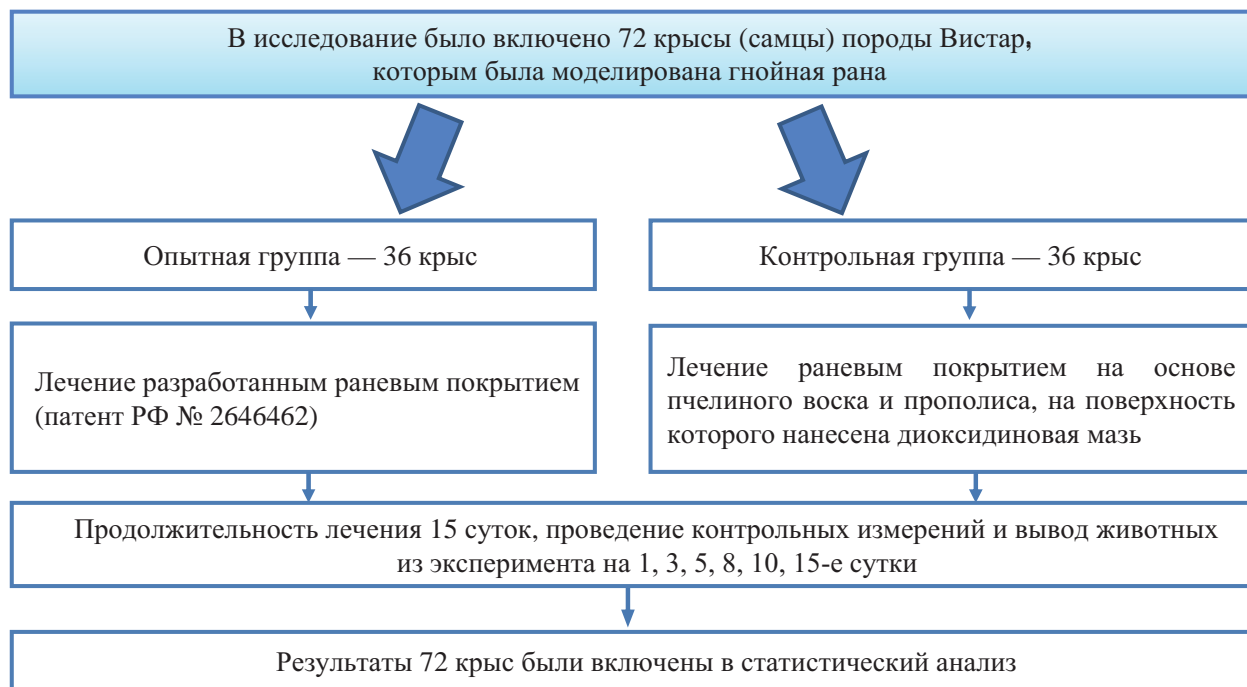 В исследование было включено 72 крысы (самцы) породы Вистар,
которым была моделирована гнойная рана
Опытная группа — 36 крыс
Контрольная группа — 36 крыс
Лечение разработанным раневым покрытием
(патент РФ № 2646462)
Лечение раневым покрытием на основе
пчелиного воска и прополиса, на поверхность
которого нанесена диоксидиновая мазь
Продолжительность лечения 15 суток, проведение контрольных измерений и вывод животных
из эксперимента на 1, 3, 5, 8, 10, 15-е сутки
Результаты 72 крыс были включены в статистический анализ